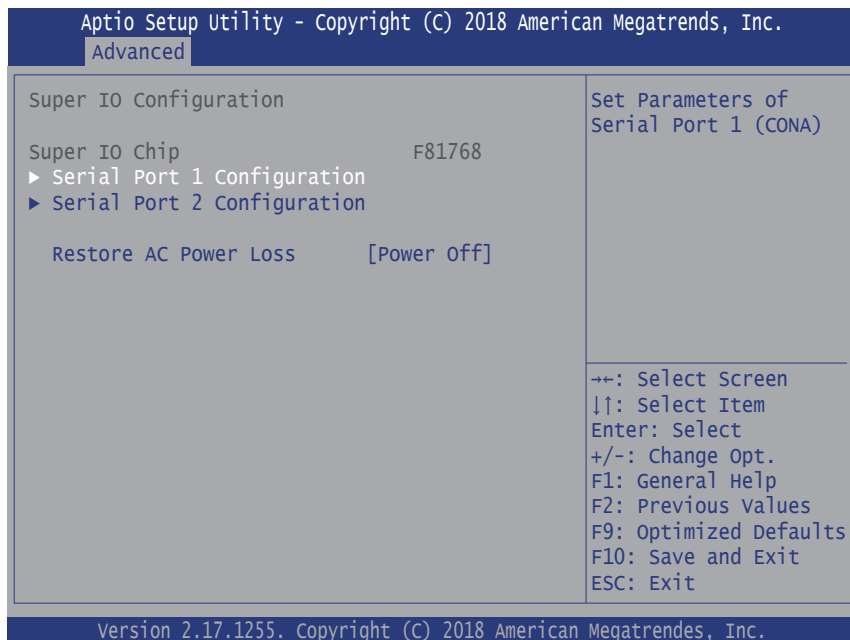 Aptio Setup Utility - Copyright (C) 2018 American Megatrends, Inc.
Advanced
Super IO Configuration
Super IO Chip F81768
▶ Serial Port 1 Configuration
▶ Serial Port 2 Configuration
Restore AC Power Loss [Power Off]
Set Parameters of
Serial Port 1 (CONA)
→←: Select Screen
↓↑: Select Item
Enter: Select
+/-: Change Opt.
F1: General Help
F2: Previous Values
F9: Optimized Defaults
F10: Save and Exit
ESC: Exit
Version 2.17.1255. Copyright (C) 2018 American Megatrendes, Inc.